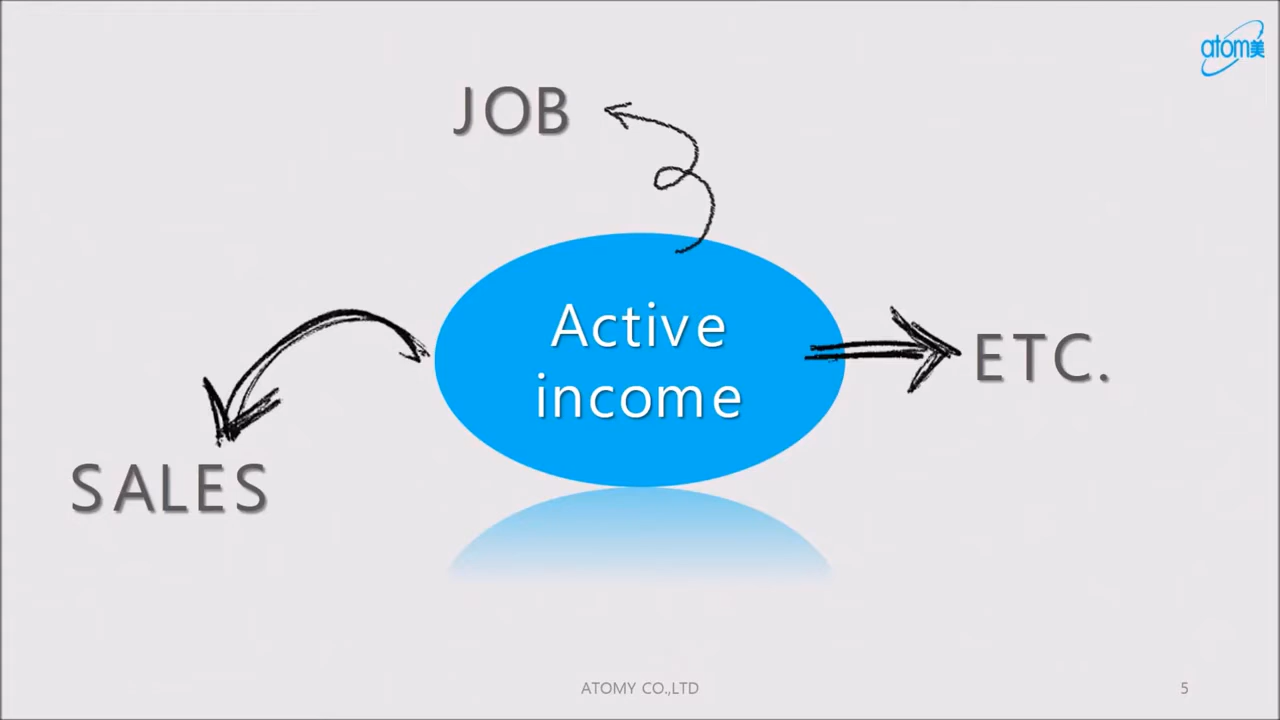 atom美
JOB
Active
income
ETC.
SALES
ATOMY CO.,LTD
5